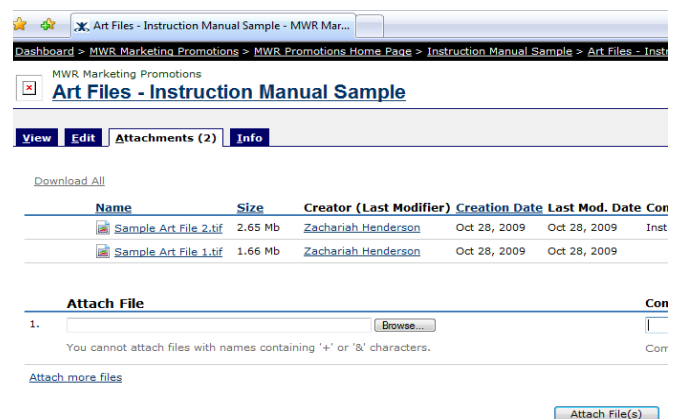 Art Files - Instruction Manual Sample - MWR Mar...
Dashboard > MWR Marketing Promotions > MWR Promotions Home Page > Instruction Manual Sample > Art Files - Inst
MWR Marketing Promotions
Art Files - Instruction Manual Sample
View Edit Attachments (2) Info
Download All
Name Size Creator (Last Modifier) Creation Date Last Mod. Date Com
Sample Art File 2.tif 2.65 Mb Zachariah Henderson Oct 28, 2009 Oct 28, 2009 Inst
Sample Art File 1.tif 1.66 Mb Zachariah Henderson Oct 28, 2009 Oct 28, 2009
Attach File Com
1. Browse...
You cannot attach files with names containing '+' or '&' characters. Com
Attach more files
Attach File(s)